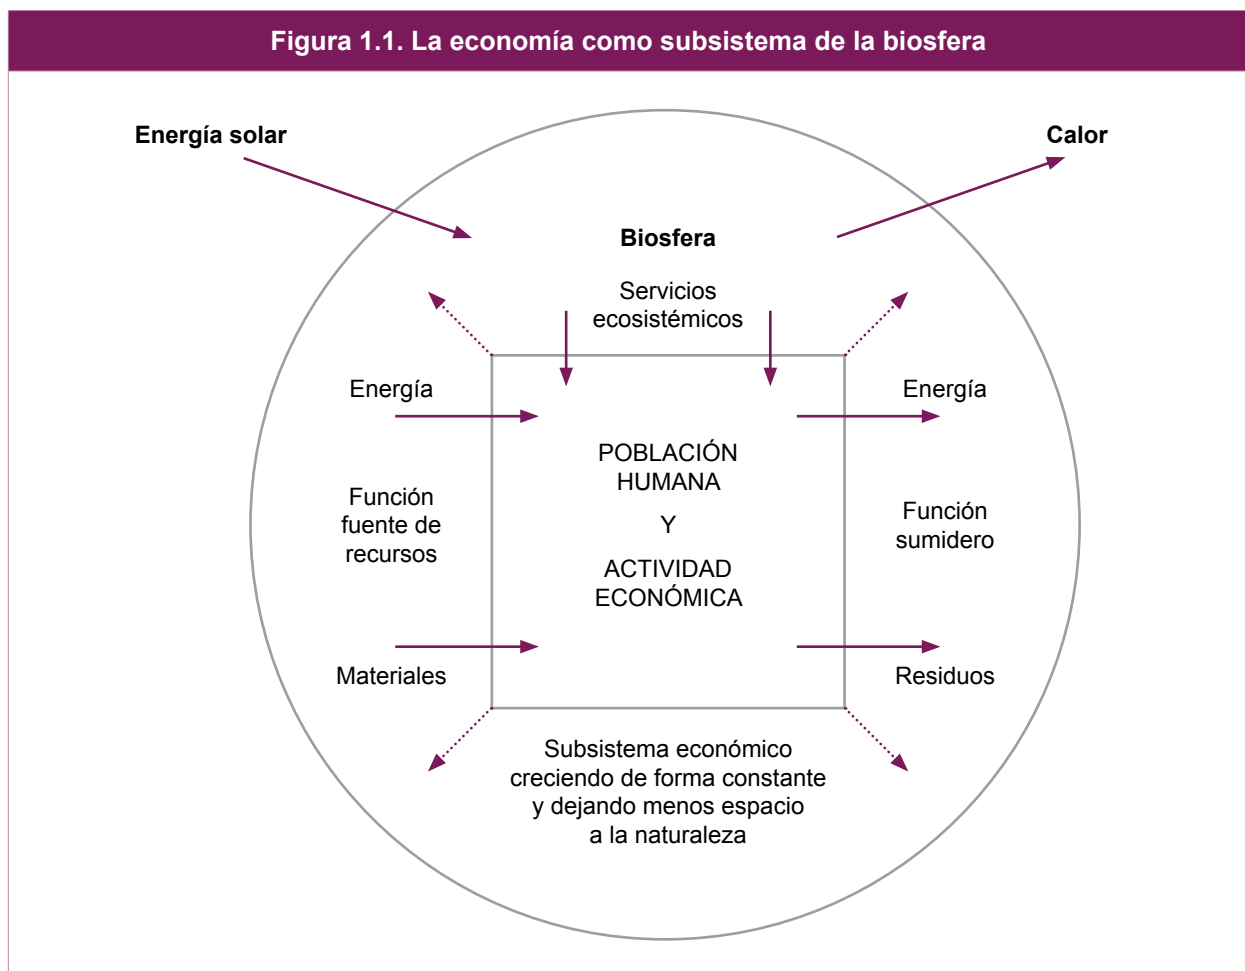 Figura 1.1. La economía como subsistema de la biosfera
Energía solar
Calor
Biosfera
Servicios
ecosistémicos
Energía
Energía
POBLACIÓN
HUMANA
Y
ACTIVIDAD
ECONÓMICA
Función
fuente de
recursos
Función
sumidero
Materiales
Residuos
Subsistema económico
creciendo de forma constante
y dejando menos espacio
a la naturaleza